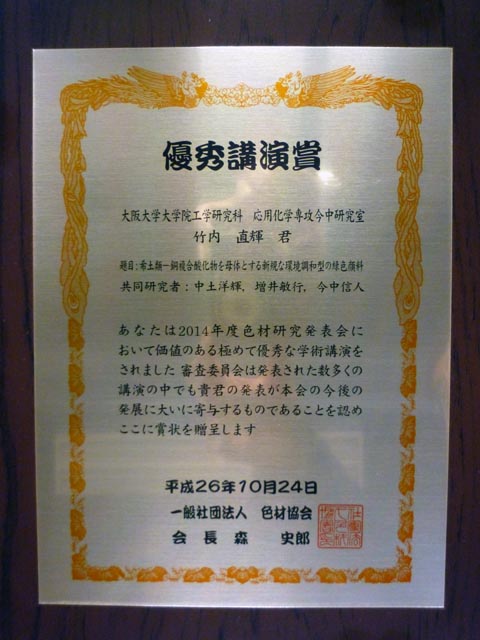 優秀講演賞
大阪大学大学院工学研究科　応用化学専攻今中研究室
竹内　直輝　君
題目：希土類ー銅複合酸化物を母体とする新規な環境調和型の緑色顔料
共同研究者：中土洋輝，増井敏行，今中信人
あなたは2014年度色材研究発表会に
おいて価値のある極めて優秀な学術講演を
されました 審査委員会は発表された数多くの
講演の中でも貴君の発表が本会の今後の
発展に大いに寄与するものであることを認め
ここに賞状を贈呈します
平成26年10月24日
一般社団法人　色材協会
会　長　森　　史郎